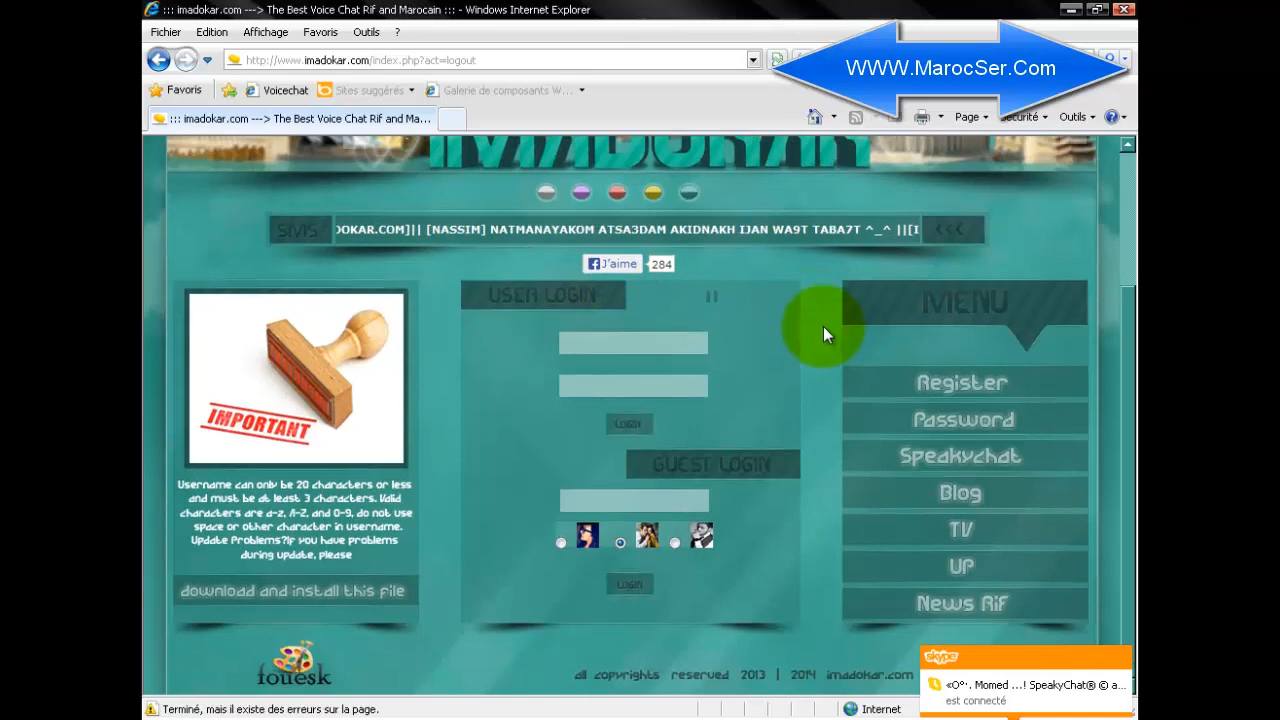 ::: imadokar.com ---> The Best Voice Chat Rif and Marocain ::: - Windows Internet Explorer
Fichier Edition Affichage Favoris Outils ?
http://www.imadokar.com/index.php?act=logout
WWW.MarocSer.Com
Favoris Voicechat Sites suggérés Galerie de composants W...
::: imadokar.com ---> The Best Voice Chat Rif and Ma...
Page Sécurité Outils
IMADOKAR
SMS DOKAR.COM]|| [NASSIM] NATMANAYAKOM ATSA3DAM AKIDNAKH IJAN WA9T TABA7T ^_^ ||[I <<<
J'aime 284
USER LOGIN
MENU
IMPORTANT
Register
Password
Login
Speakychat
GUEST LOGIN
Blog
Username can only be 20 characters or less
and must be at least 3 characters. Valid
characters are a-z, A-Z, and 0-9, do not use
space or other character in username.
Update Problems?If you have problems
during update, please
TV
UP
Login
download and install this file
News Rif
fouesk
all copyrights reserved 2013 | 2014 imadokar.com
skype
«O°·. Momed ...! SpeakyChat® © a...
est connecté
Terminé, mais il existe des erreurs sur la page.
Internet